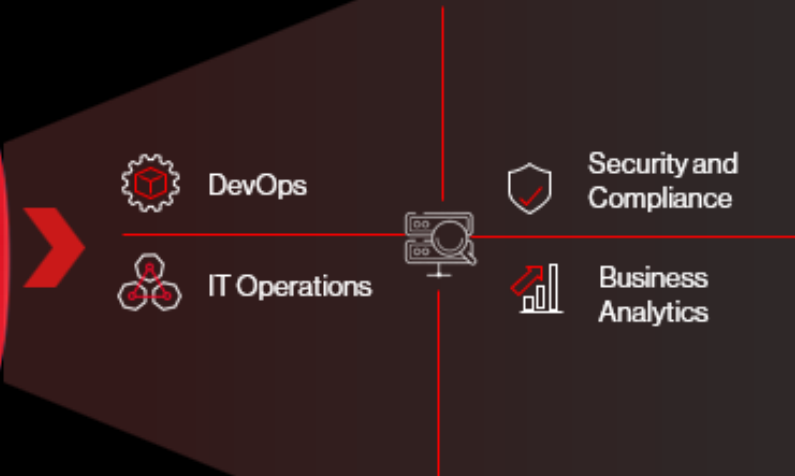 DevOps
Security and
Compliance
IT Operations
Business
Analytics